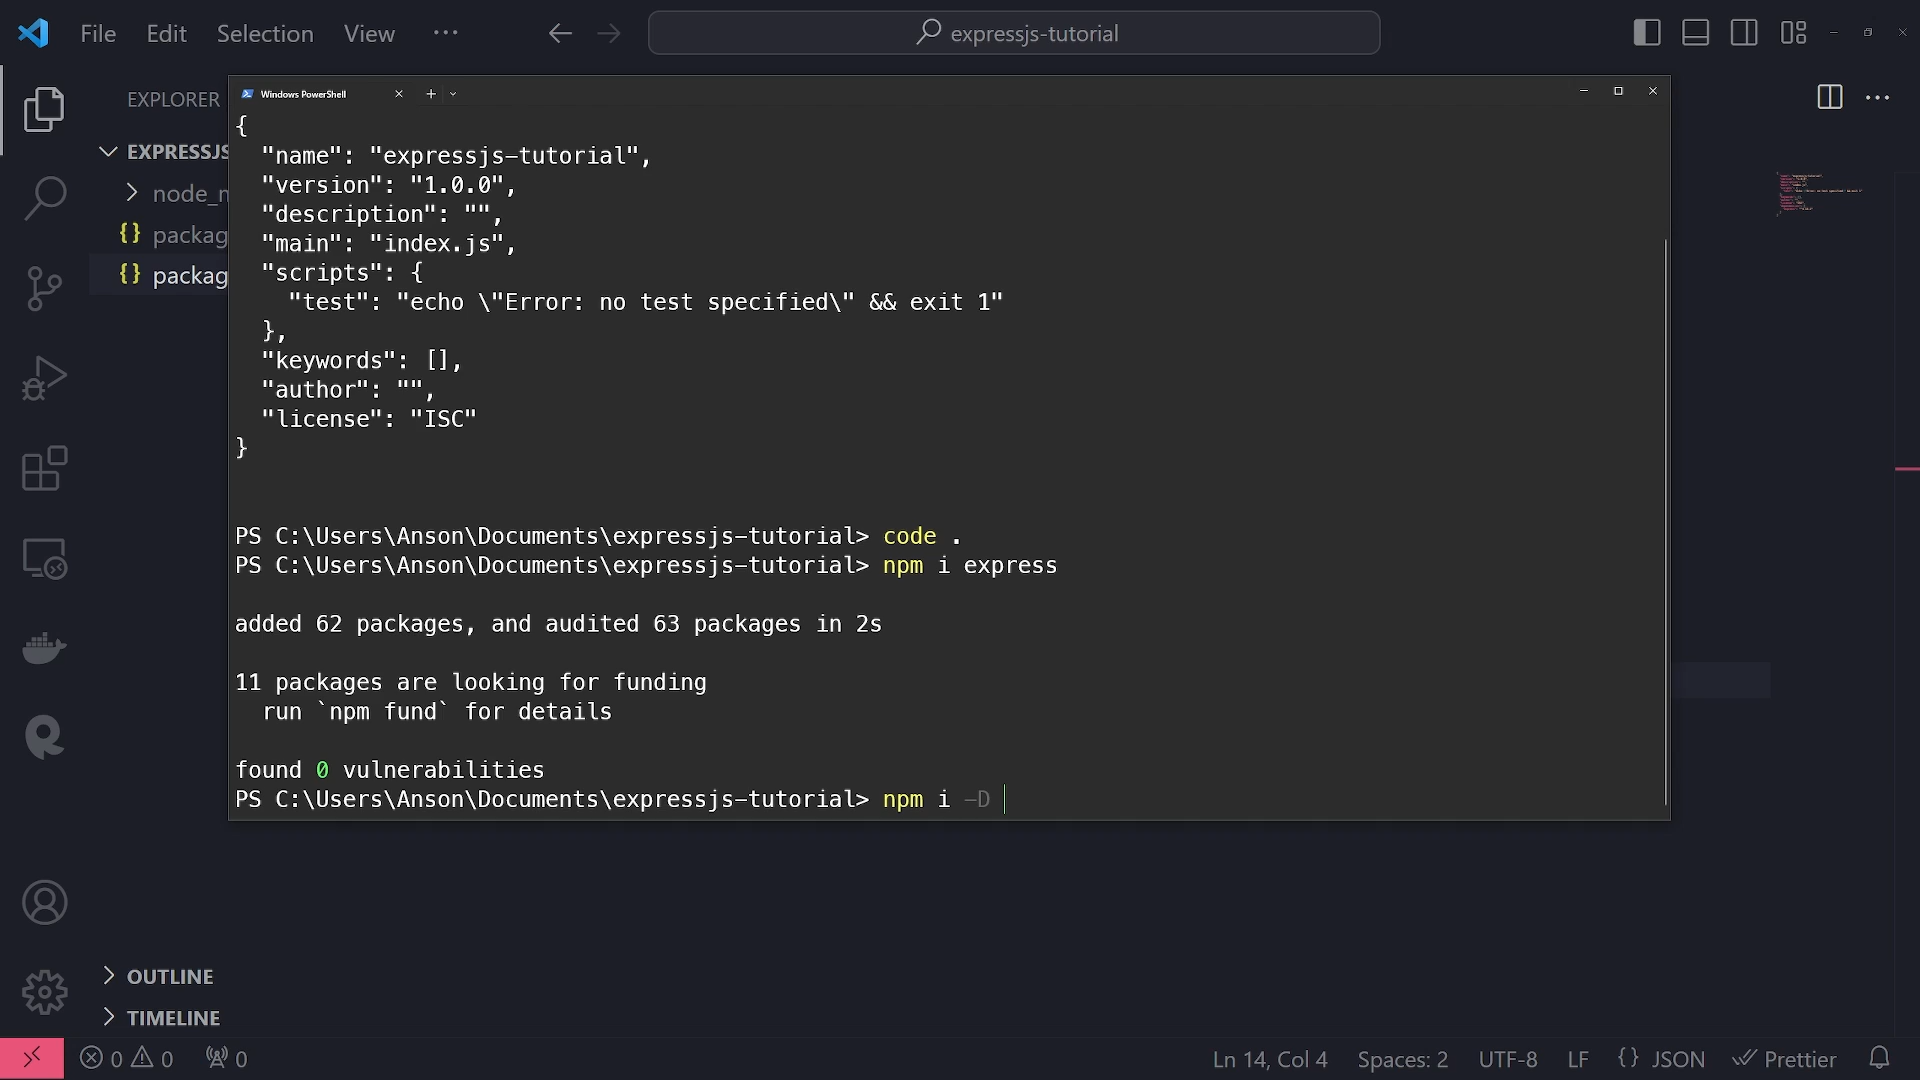 File Edit Selection View ··· expressjs-tutorial
EXPLORER
Windows PowerShell
EXPRESSJS
node_m
packag
packag
{
"name": "expressjs-tutorial",
"version": "1.0.0",
"description": "",
"main": "index.js",
"scripts": {
"test": "echo \"Error: no test specified\" && exit 1"
},
"keywords": [],
"author": "",
"license": "ISC"
}
PS C:\Users\Anson\Documents\expressjs-tutorial> code .
PS C:\Users\Anson\Documents\expressjs-tutorial> npm i express
added 62 packages, and audited 63 packages in 2s
11 packages are looking for funding
run `npm fund` for details
found 0 vulnerabilities
PS C:\Users\Anson\Documents\expressjs-tutorial> npm i -D
OUTLINE
TIMELINE
0 0 0 Ln 14, Col 4 Spaces: 2 UTF-8 LF {} JSON Prettier